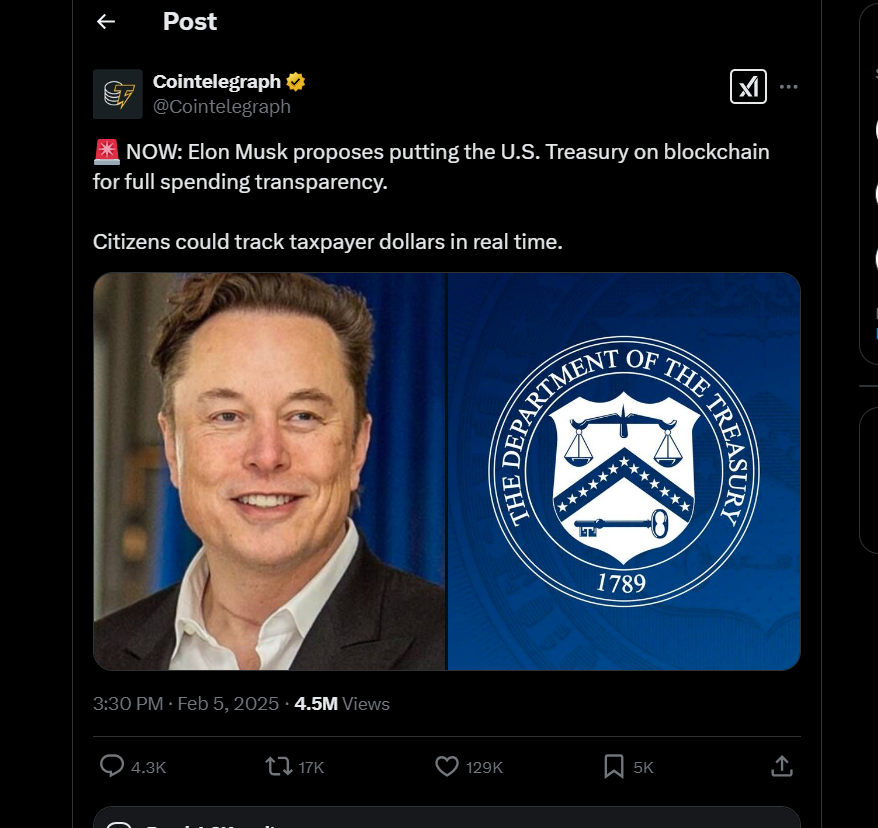 Post
Cointelegraph
@Cointelegraph
🚨 NOW: Elon Musk proposes putting the U.S. Treasury on blockchain
for full spending transparency.
Citizens could track taxpayer dollars in real time.
THE DEPARTMENT OF THE TREASURY
1789
3:30 PM · Feb 5, 2025 · 4.5M Views
4.3K
17K
129K
5K